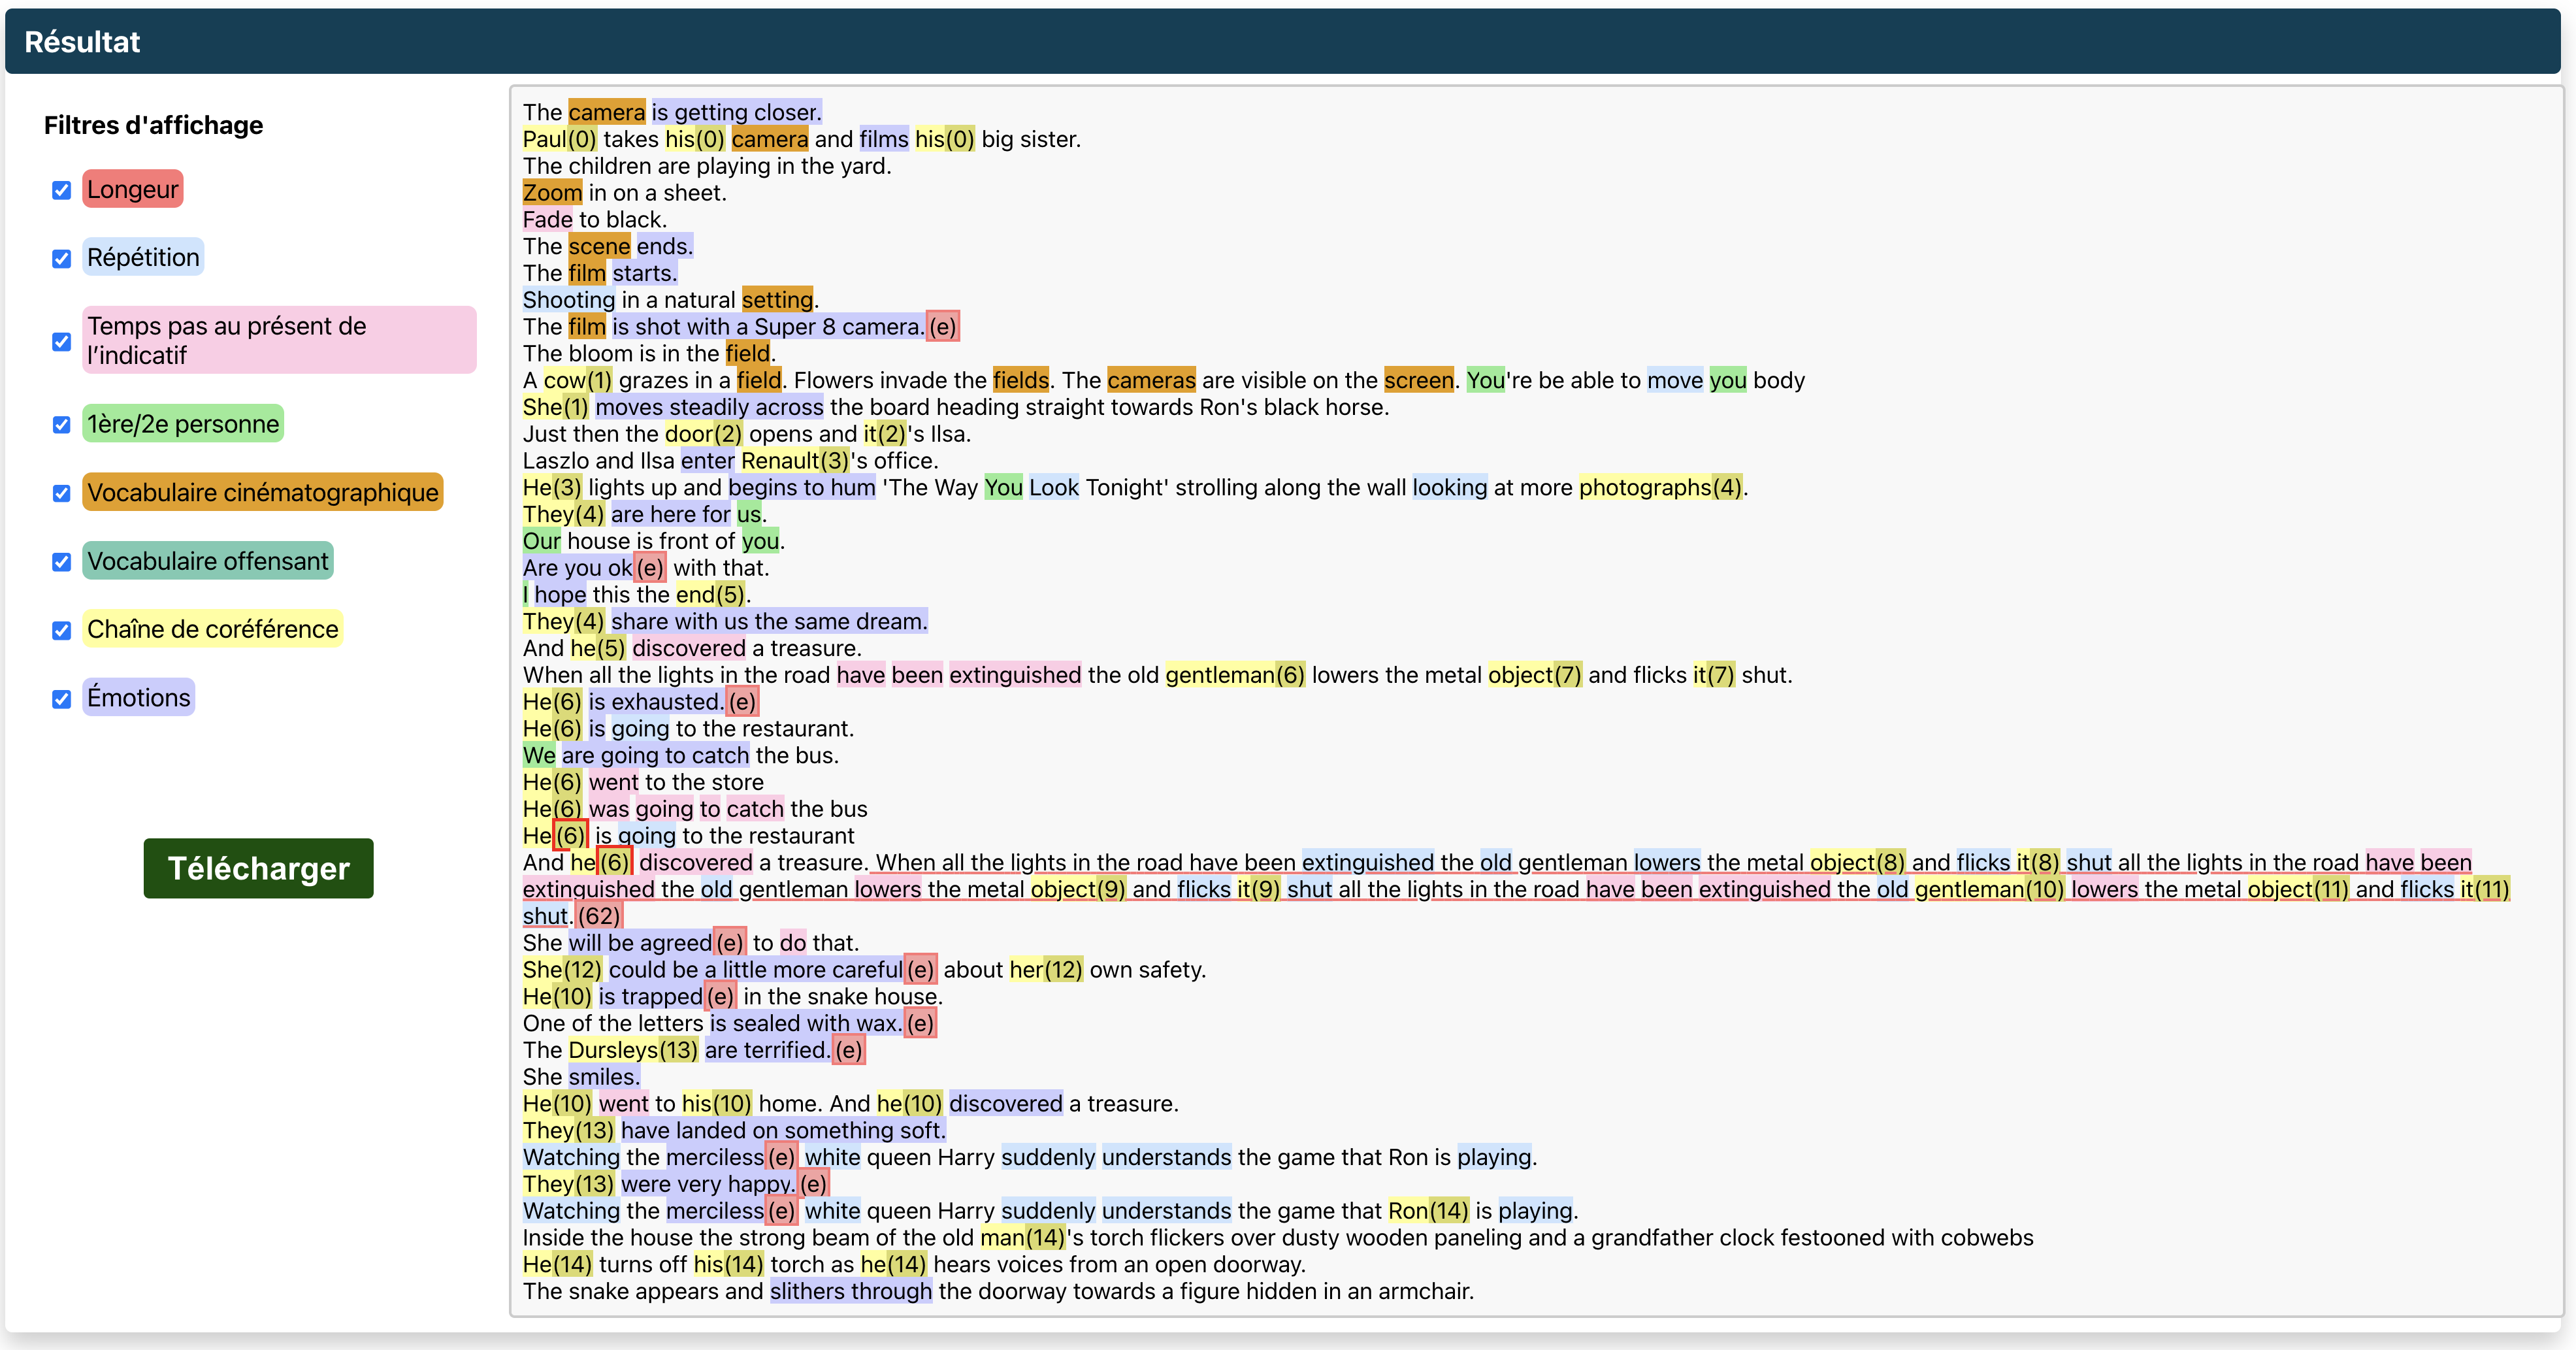 Résultat
Filtres d'affichage
Longeur
Répétition
Temps pas au présent de
l’indicatif
1ère/2e personne
Vocabulaire cinématographique
Vocabulaire offensant
Chaîne de coréférence
Émotions
Télécharger
The camera is getting closer.
Paul(0) takes his(0) camera and films his(0) big sister.
The children are playing in the yard.
Zoom in on a sheet.
Fade to black.
The scene ends.
The film starts.
Shooting in a natural setting.
The film is shot with a Super 8 camera.(e)
The bloom is in the field.
A cow(1) grazes in a field. Flowers invade the fields. The cameras are visible on the screen. You're be able to move you body
She(1) moves steadily across the board heading straight towards Ron's black horse.
Just then the door(2) opens and it(2)'s Ilsa.
Laszlo and Ilsa enter Renault(3)'s office.
He(3) lights up and begins to hum 'The Way You Look Tonight' strolling along the wall looking at more photographs(4).
They(4) are here for us.
Our house is front of you.
Are you ok(e) with that.
I hope this the end(5).
They(4) share with us the same dream.
And he(5) discovered a treasure.
When all the lights in the road have been extinguished the old gentleman(6) lowers the metal object(7) and flicks it(7) shut.
He(6) is exhausted.(e)
He(6) is going to the restaurant.
We are going to catch the bus.
He(6) went to the store
He(6) was going to catch the bus
He(6) is going to the restaurant
And he(6) discovered a treasure. When all the lights in the road have been extinguished the old gentleman lowers the metal object(8) and flicks it(8) shut all the lights in the road have been
extinguished the old gentleman lowers the metal object(9) and flicks it(9) shut all the lights in the road have been extinguished the old gentleman(10) lowers the metal object(11) and flicks it(11)
shut.(62)
She will be agreed(e) to do that.
She(12) could be a little more careful(e) about her(12) own safety.
He(10) is trapped(e) in the snake house.
One of the letters is sealed with wax.(e)
The Dursleys(13) are terrified.(e)
She smiles.
He(10) went to his(10) home. And he(10) discovered a treasure.
They(13) have landed on something soft.
Watching the merciless(e) white queen Harry suddenly understands the game that Ron is playing.
They(13) were very happy.(e)
Watching the merciless(e) white queen Harry suddenly understands the game that Ron(14) is playing.
Inside the house the strong beam of the old man(14)'s torch flickers over dusty wooden paneling and a grandfather clock festooned with cobwebs
He(14) turns off his(14) torch as he(14) hears voices from an open doorway.
The snake appears and slithers through the doorway towards a figure hidden in an armchair.